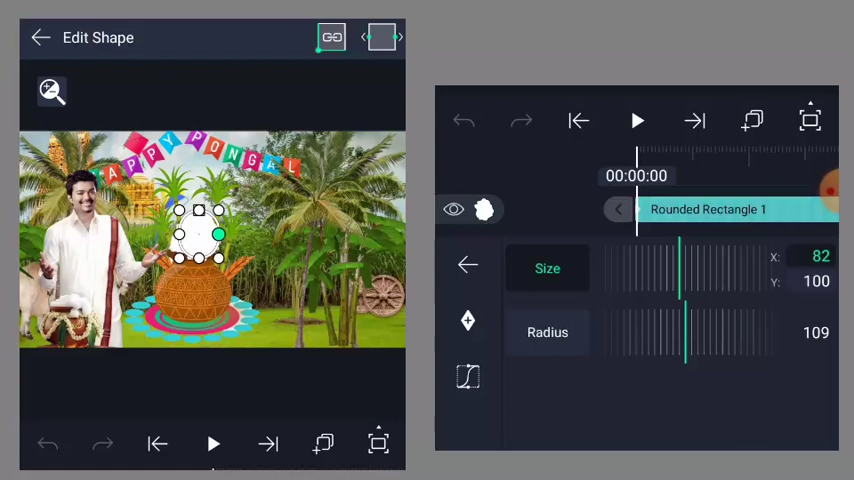 Edit Shape
HAPPY PONGAL
00:00:00
Rounded Rectangle 1
Size
X: 82
Y: 100
Radius
109